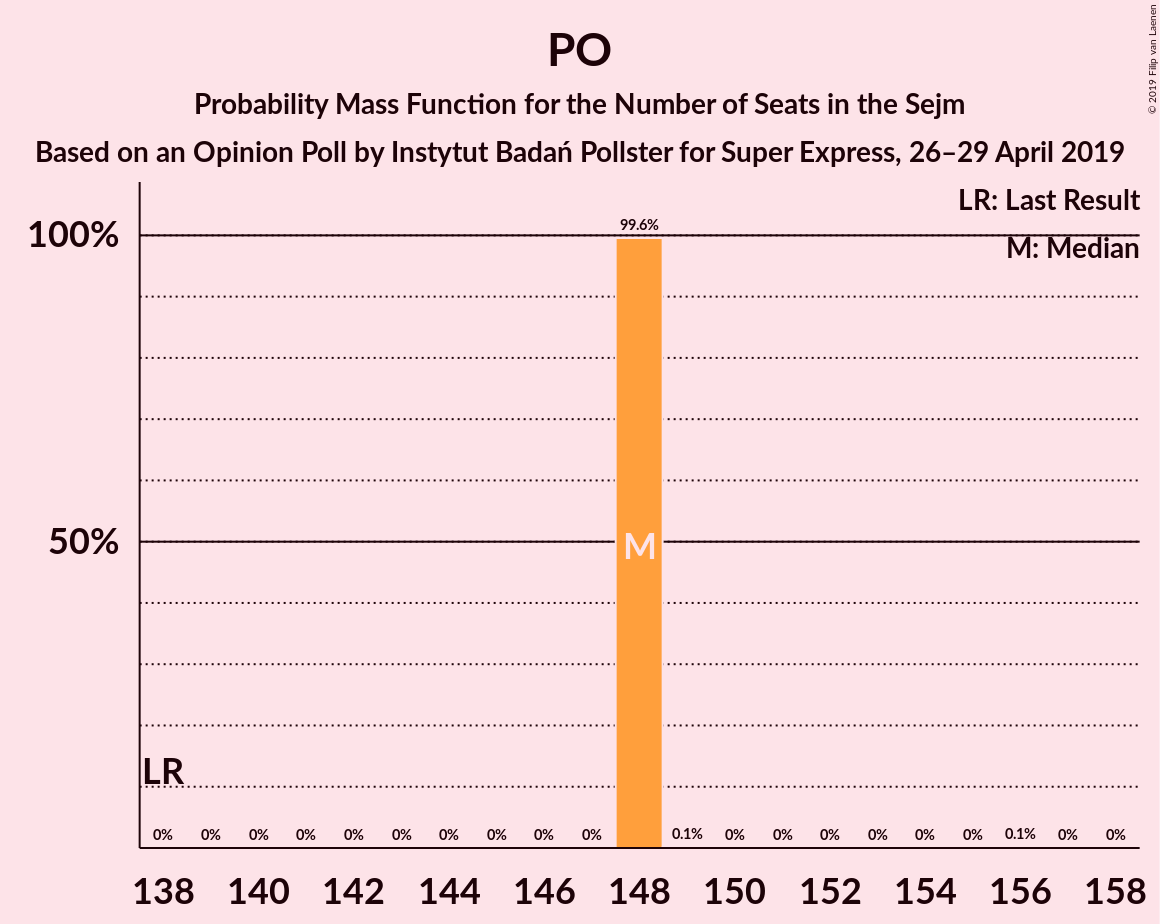 PO
Probability Mass Function for the Number of Seats in the Sejm
Based on an Opinion Poll by Instytut Badań Pollster for Super Express, 26–29 April 2019
© 2019 Filip van Laenen
LR: Last Result
M: Median
100%
50%
99.6%
M
LR
0% 0% 0% 0% 0% 0% 0% 0% 0% 0% 0.1% 0% 0% 0% 0% 0% 0% 0.1% 0% 0%
138 140 142 144 146 148 150 152 154 156 158